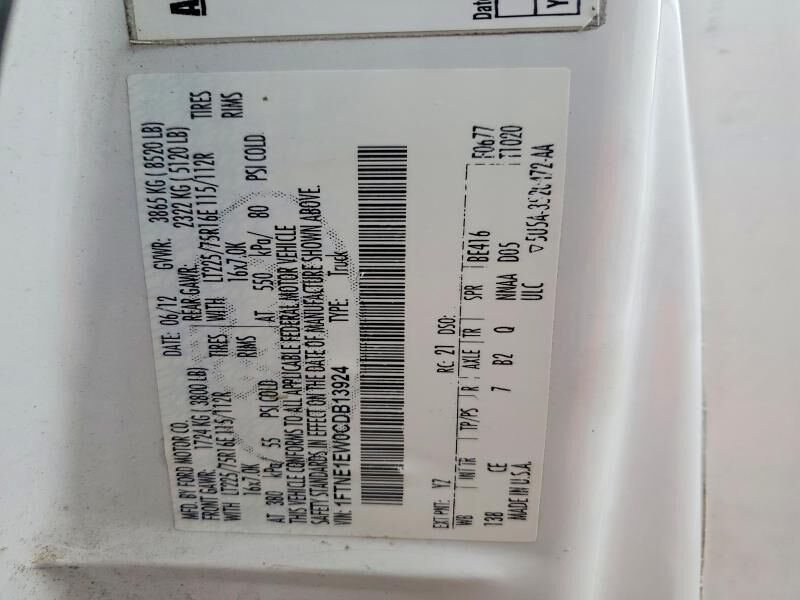 A
Date
Y
MFD. BY FORD MOTOR CO.
DATE: 06/12 GVWR: 3865 KG ( 8520 LB)
FRONT GAWR: 1724 KG ( 3800 LB) REAR GAWR: 2322 KG ( 5120 LB)
WITH LT225/75R16E 115/112R TIRES WITH LT225/75R16E 115/112R TIRES
16x7.0K RIMS 16x7.0K RIMS
AT 380 kPa/ 55 PSI COLD AT 550 kPa/ 80 PSI COLD
THIS VEHICLE CONFORMS TO ALL APPLICABLE FEDERAL MOTOR VEHICLE
SAFETY STANDARDS IN EFFECT ON THE DATE OF MANUFACTURE SHOWN ABOVE.
VIN: 1FTNE1EW0CDB13924 TYPE: Truck
EXT PNT: YZ RC: 21 DSO: F0677
WB INT TR TP/PS R AXLE TR SPR BE416 T1020
138 CE 7 B2 Q NWAA D05
MADE IN U.S.A. ULC